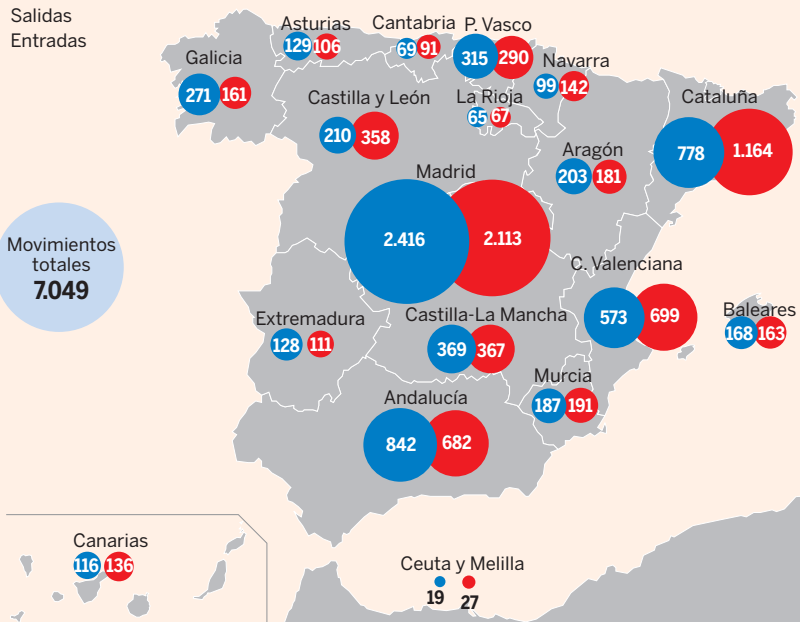 Salidas
Entradas
Asturias
129 106
Cantabria
69 91
P. Vasco
315 290
Navarra
99 142
Galicia
271 161
Castilla y León
210 358
La Rioja
65 67
Cataluña
778 1.164
Aragón
203 181
Madrid
2.416 2.113
Movimientos
totales
7.049
C. Valenciana
573 699
Baleares
168 163
Extremadura
128 111
Castilla-La Mancha
369 367
Murcia
187 191
Andalucía
842 682
Canarias
116 136
Ceuta y Melilla
19 27